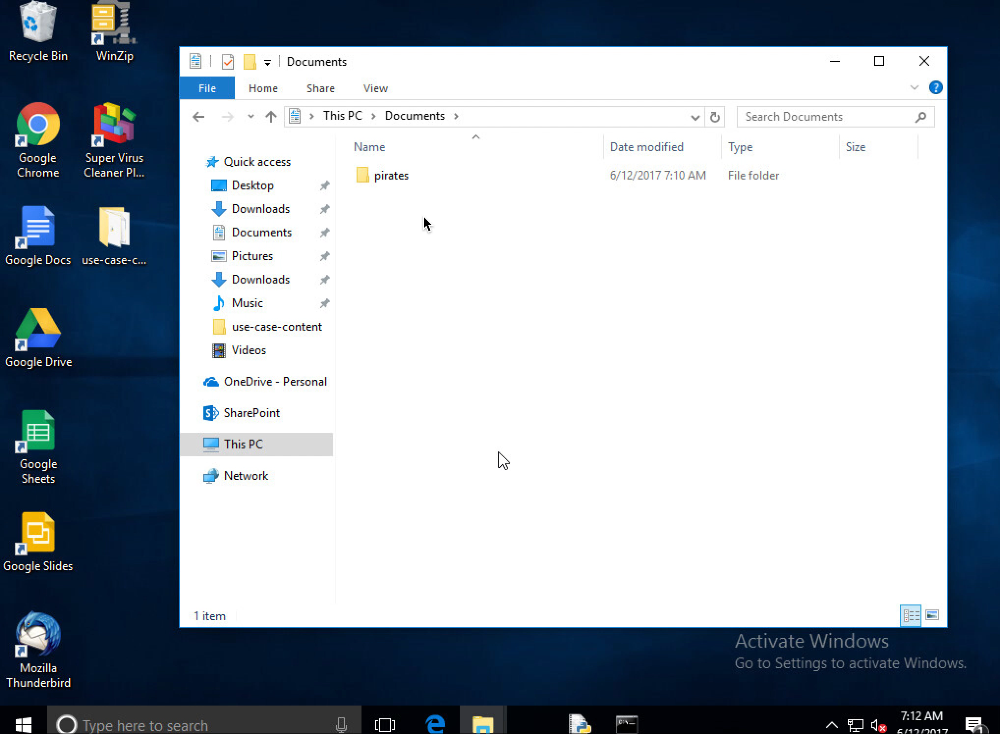 Recycle Bin
WinZip
Google
Chrome
Super Virus
Cleaner Pl...
Google Docs
use-case-c...
Google Drive
Google
Sheets
Google Slides
Mozilla
Thunderbird
Documents
File
Home
Share
View
?
This PC
Documents
Search Documents
Name
Date modified
Type
Size
pirates
6/12/2017 7:10 AM
File folder
Quick access
Desktop
Downloads
Documents
Pictures
Downloads
Music
use-case-content
Videos
OneDrive - Personal
SharePoint
This PC
Network
1 item
Activate Windows
Go to Settings to activate Windows.
Type here to search
7:12 AM
6/12/2017
1